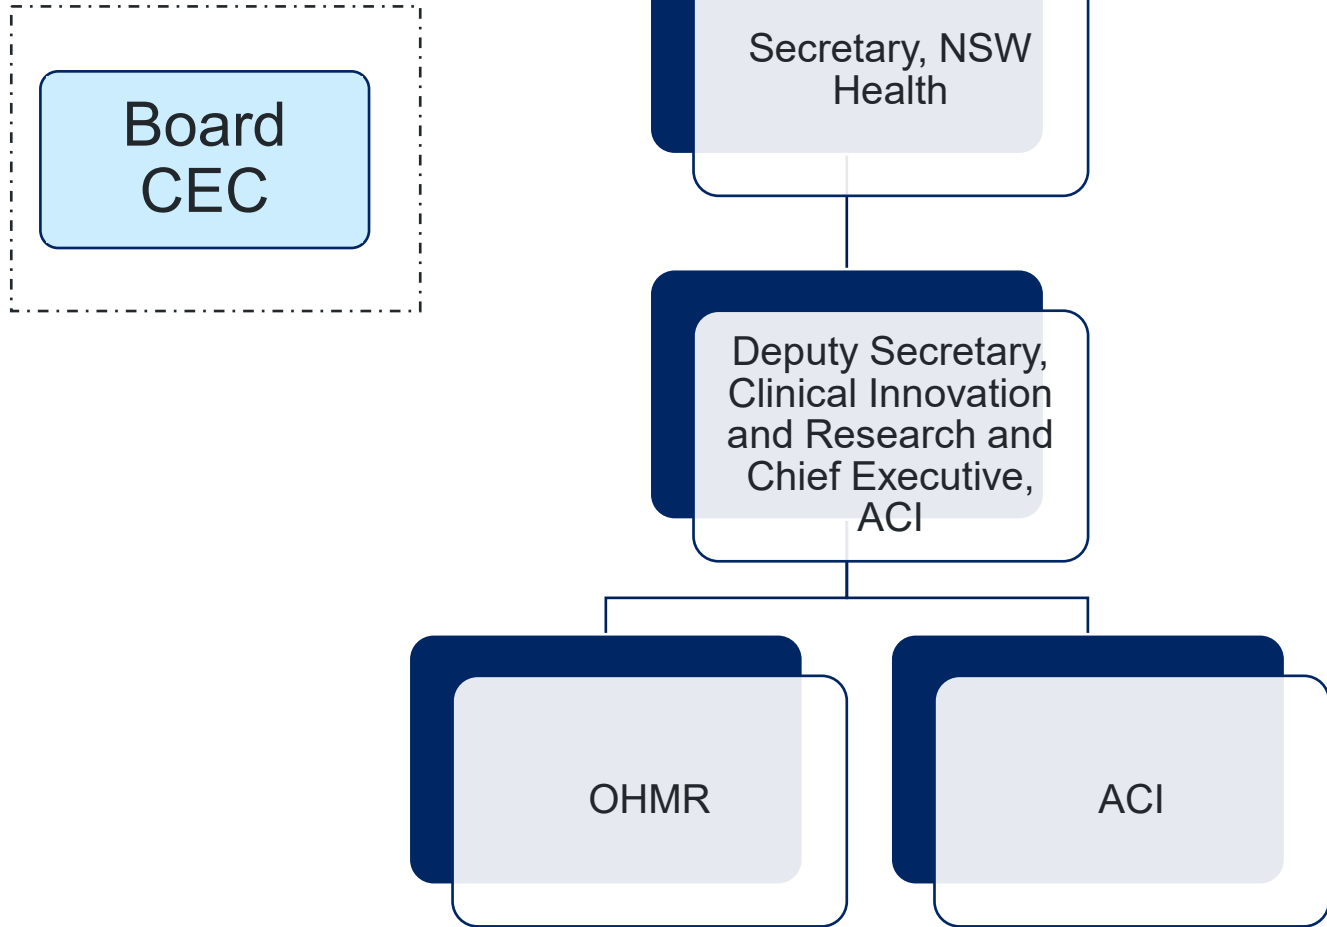 Board
CEC
Secretary, NSW
Health
Deputy Secretary,
Clinical Innovation
and Research and
Chief Executive,
ACI
OHMR
ACI